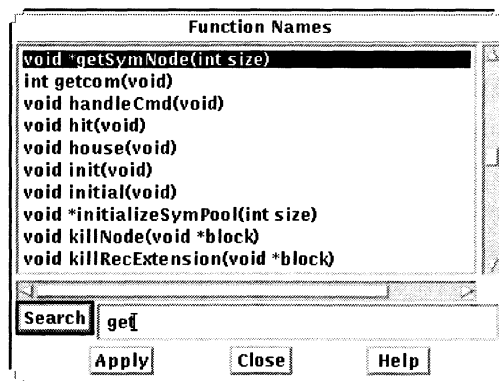 Function Names
void *getSymNode(int size)
int getcom(void)
void handleCmd(void)
void hit(void)
void house(void)
void init(void)
void initial(void)
void *initializeSymPool(int size)
void killNode(void *block)
void killRecExtension(void *block)
Search get
Apply Close Help